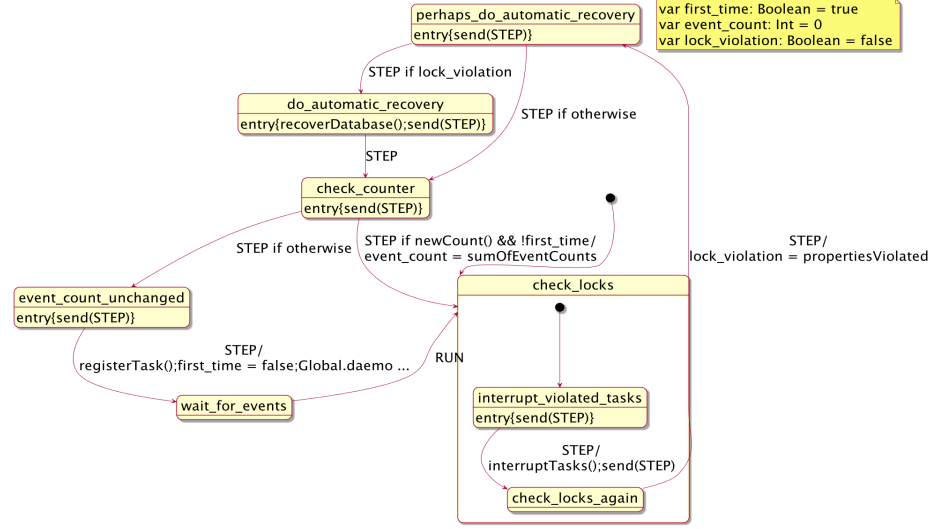 perhaps_do_automatic_recovery
entry{send(STEP)}
var first_time: Boolean = true
var event_count: Int = 0
var lock_violation: Boolean = false
STEP if lock_violation
do_automatic_recovery
entry{recoverDatabase();send(STEP)}
STEP if otherwise
STEP
check_counter
entry{send(STEP)}
STEP if otherwise
STEP if newCount() && !first_time/
event_count = sumOfEventCounts
STEP/
lock_violation = propertiesViolated
check_locks
event_count_unchanged
entry{send(STEP)}
STEP/
registerTask();first_time = false;Global.daemo ...
RUN
wait_for_events
interrupt_violated_tasks
entry{send(STEP)}
STEP/
interruptTasks();send(STEP)
check_locks_again